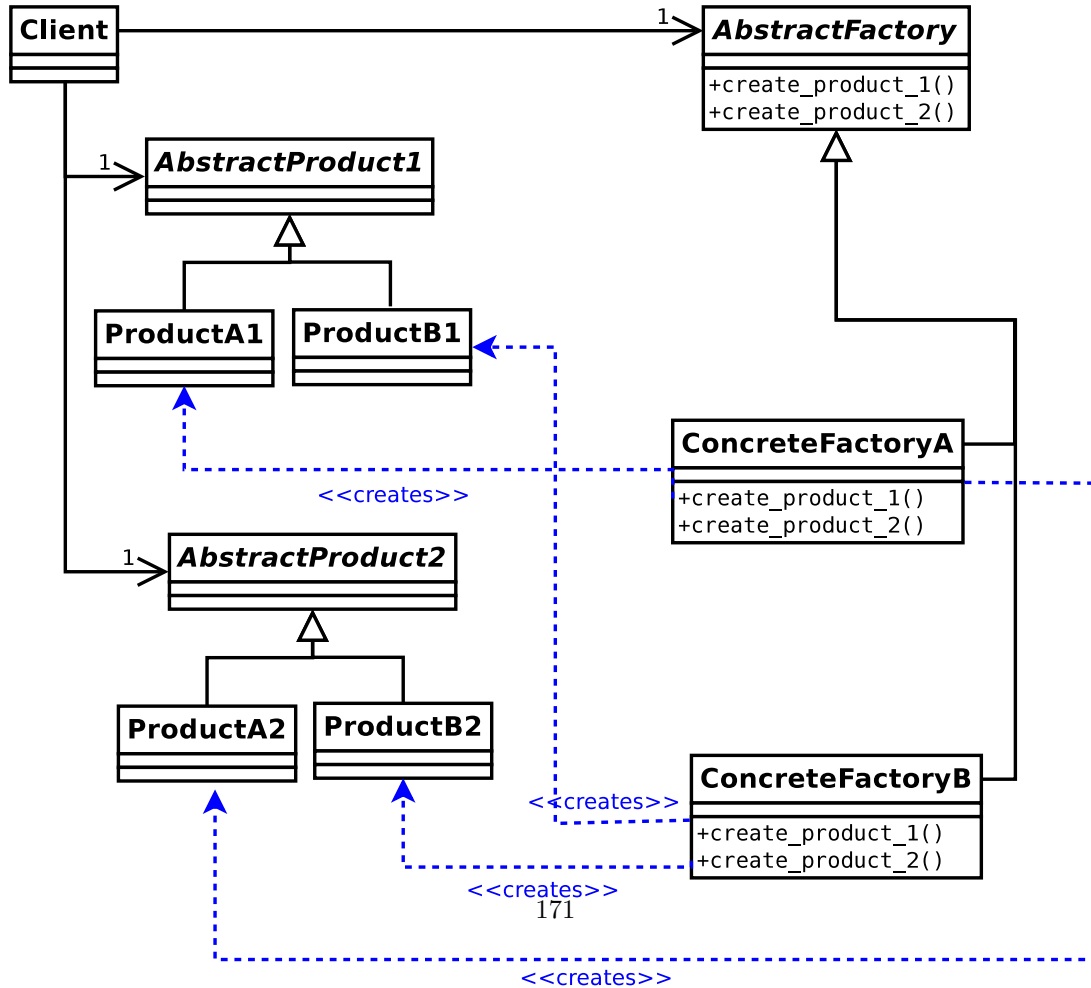 Client
1
AbstractFactory
+create_product_1()
+create_product_2()
1
AbstractProduct1
ProductA1
ProductB1
ConcreteFactoryA
+create_product_1()
+create_product_2()
<<creates>>
1
AbstractProduct2
ProductA2
ProductB2
ConcreteFactoryB
+create_product_1()
+create_product_2()
<<creates>>
<<creates>>
171
<<creates>>